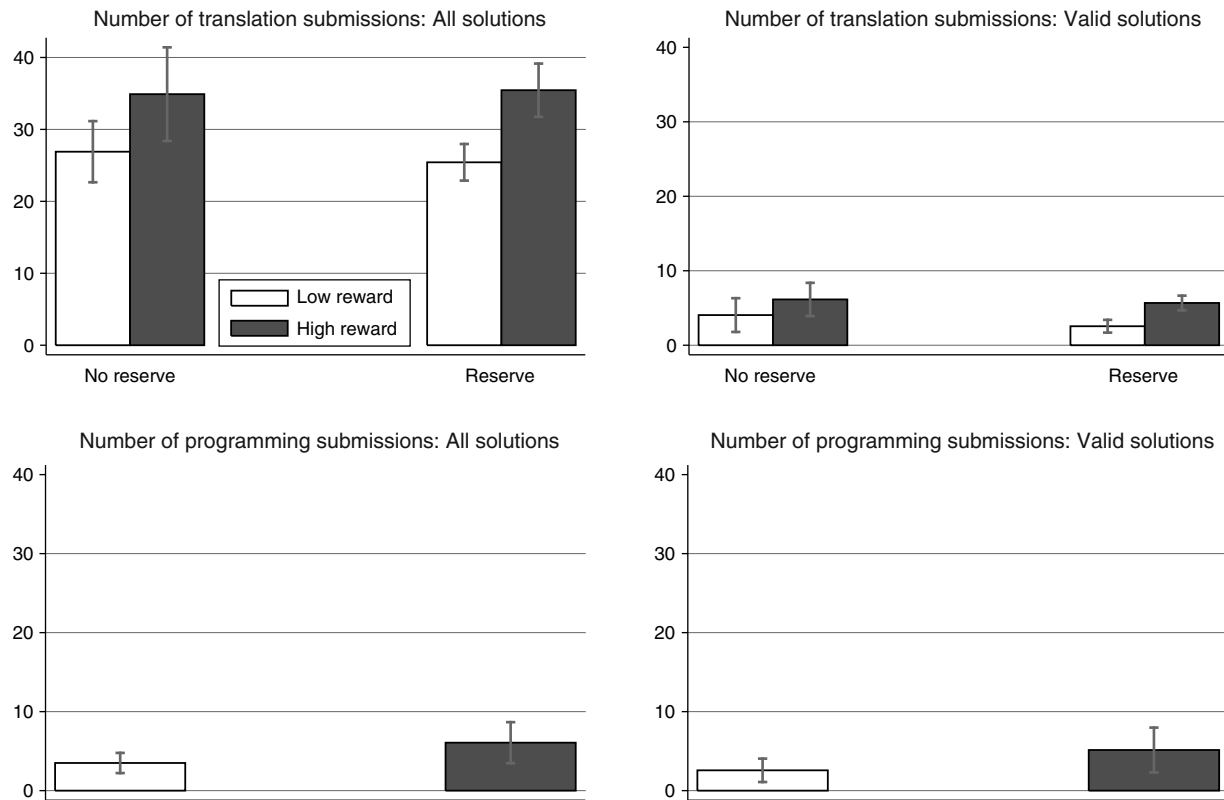 Number of translation submissions: All solutions
40
30
20
10
0
Low reward
High reward
No reserve
Reserve
Number of translation submissions: Valid solutions
40
30
20
10
0
No reserve
Reserve
Number of programming submissions: All solutions
40
30
20
10
0
Number of programming submissions: Valid solutions
40
30
20
10
0